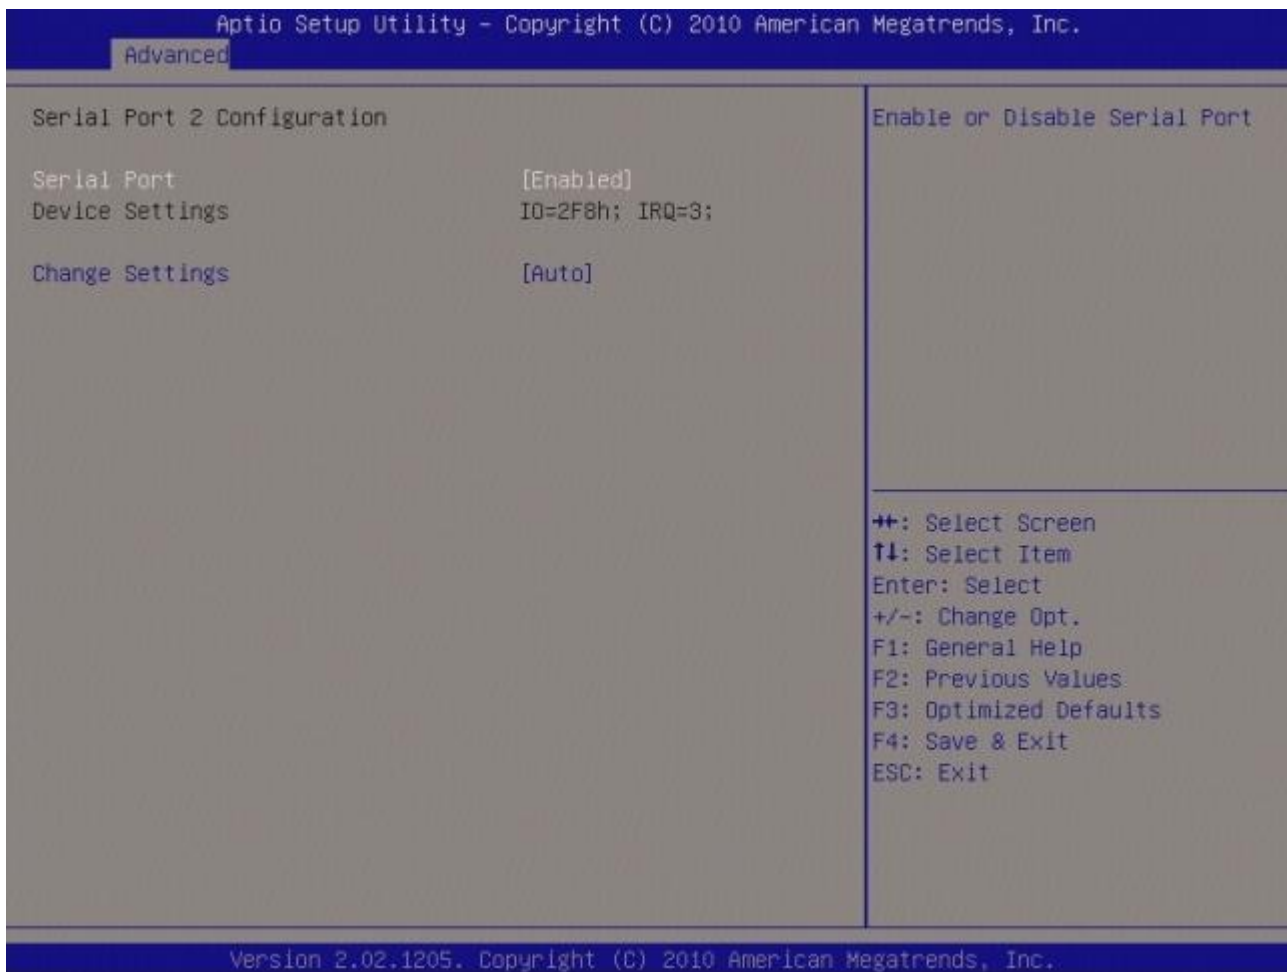 Aptio Setup Utility – Copyright (C) 2010 American Megatrends, Inc.
Advanced
Serial Port 2 Configuration
Serial Port [Enabled]
Device Settings IO=2F8h; IRQ=3;
Change Settings [Auto]
Enable or Disable Serial Port
→←: Select Screen
↑↓: Select Item
Enter: Select
+/-: Change Opt.
F1: General Help
F2: Previous Values
F3: Optimized Defaults
F4: Save & Exit
ESC: Exit
Version 2.02.1205. Copyright (C) 2010 American Megatrends, Inc.